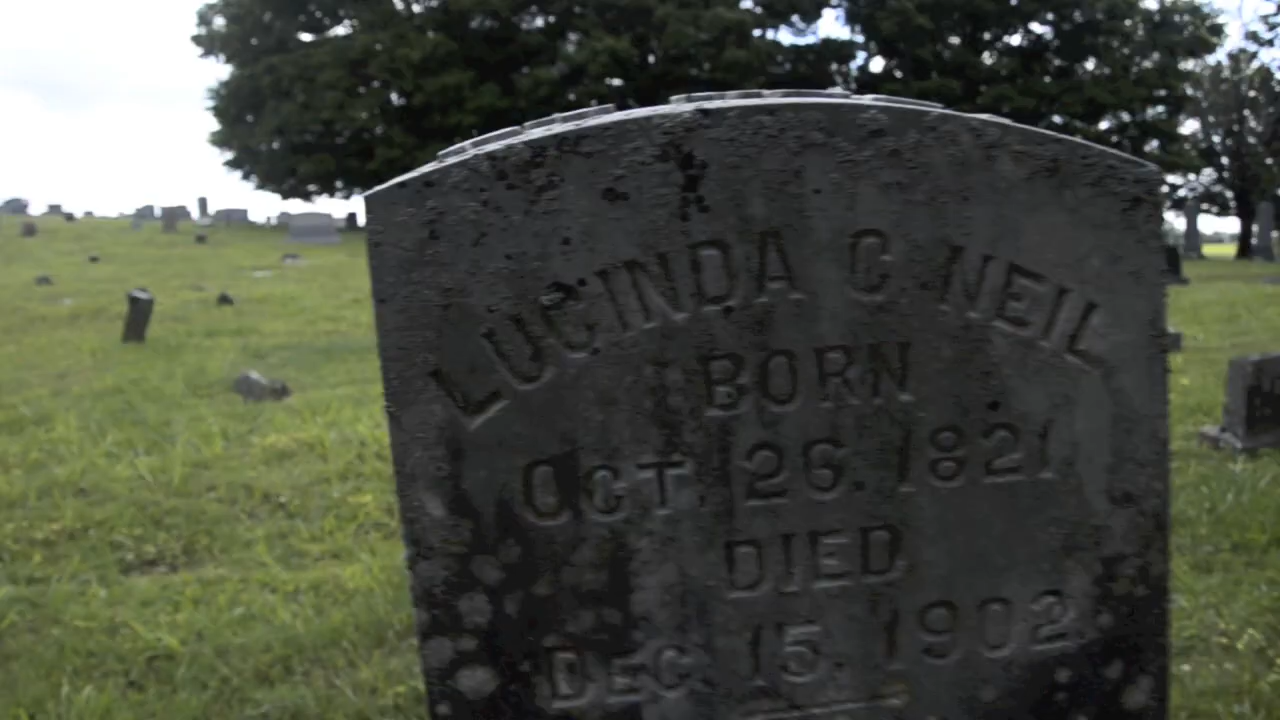 LUCINDA C NEIL
BORN
OCT. 26. 1821
DIED
DEC. 15. 1902